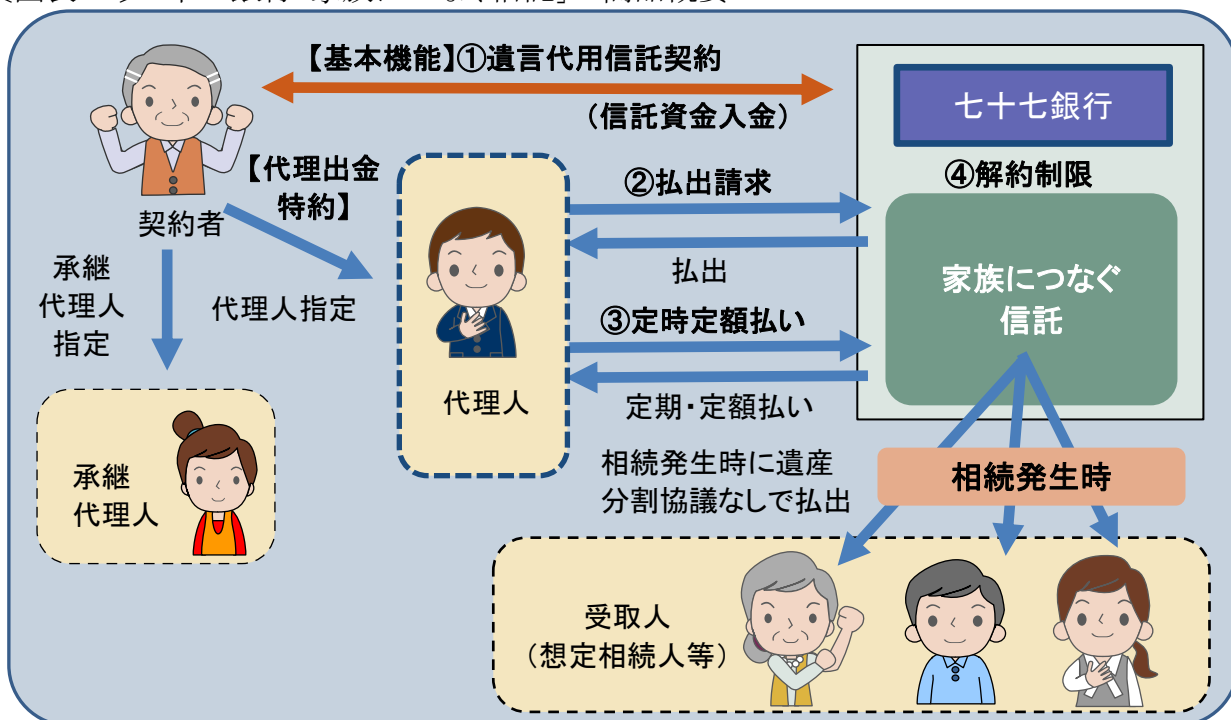 【基本機能】①遺言代用信託契約
(信託資金入金)
七十七銀行
④解約制限
家族につなぐ
信託
契約者
【代理出金
特約】
承継
代理人
指定
代理人指定
②払出請求
払出
③定時定額払い
定期・定額払い
代理人
承継
代理人
相続発生時に遺産
分割協議なしで払出
相続発生時
受取人
(想定相続人等)